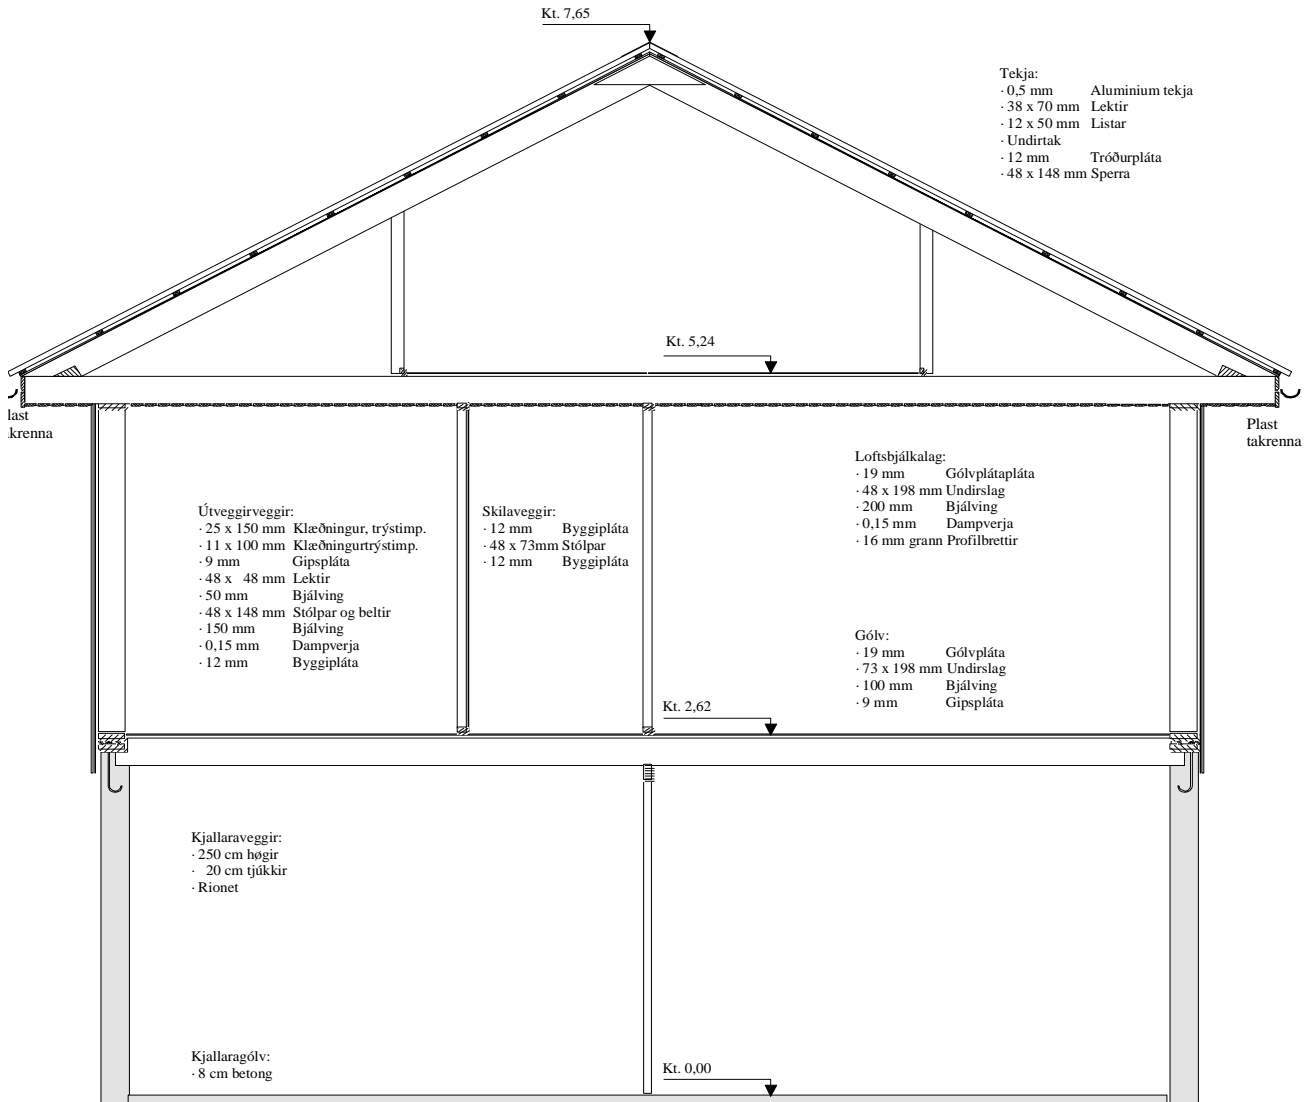 Kt. 7,65
Tekja:
· 0,5 mm Aluminium tekja
· 38 x 70 mm Lektir
· 12 x 50 mm Listar
· Undirtak
· 12 mm Tróðurpláta
· 48 x 148 mm Sperra
Kt. 5,24
last
krenna
Plast
takrenna
Loftsbjálkalag:
· 19 mm Gólvplátapláta
· 48 x 198 mm Undirslag
· 200 mm Bjálving
· 0,15 mm Dampverja
· 16 mm grann Profilbrettir
Útveggirveggir:
· 25 x 150 mm Klæðningur, trýstimp.
· 11 x 100 mm Klæðningurtrýstimp.
· 9 mm Gipspláta
· 48 x 48 mm Lektir
· 50 mm Bjálving
· 48 x 148 mm Stólpar og beltir
· 150 mm Bjálving
· 0,15 mm Dampverja
· 12 mm Byggipláta
Skilaveggir:
· 12 mm Byggipláta
· 48 x 73mm Stólpar
· 12 mm Byggipláta
Gólv:
· 19 mm Gólvpláta
· 73 x 198 mm Undirslag
· 100 mm Bjálving
· 9 mm Gipspláta
Kt. 2,62
Kjallaraveggir:
· 250 cm høgir
· 20 cm tjúkkir
· Rionet
Kjallaragólv:
· 8 cm betong
Kt. 0,00